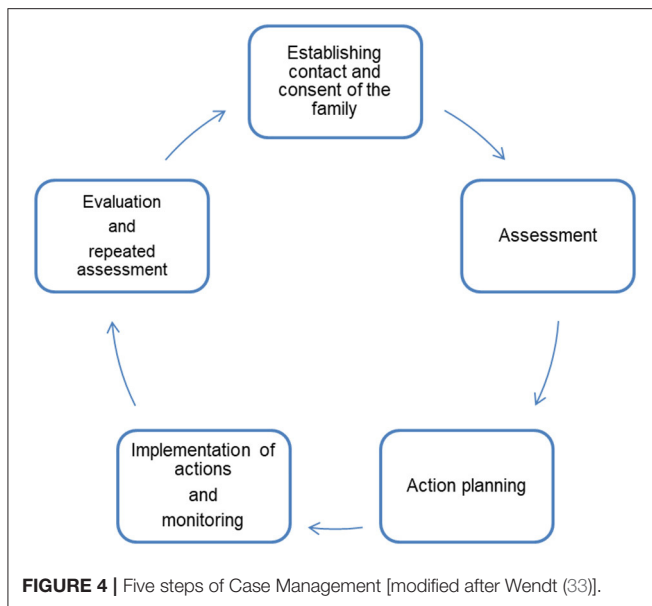 Establishing
contact and
consent of the
family
Assessment
Action planning
Implementation of
actions
and
monitoring
Evaluation
and
repeated
assessment
FIGURE 4 | Five steps of Case Management [modified after Wendt (33)].